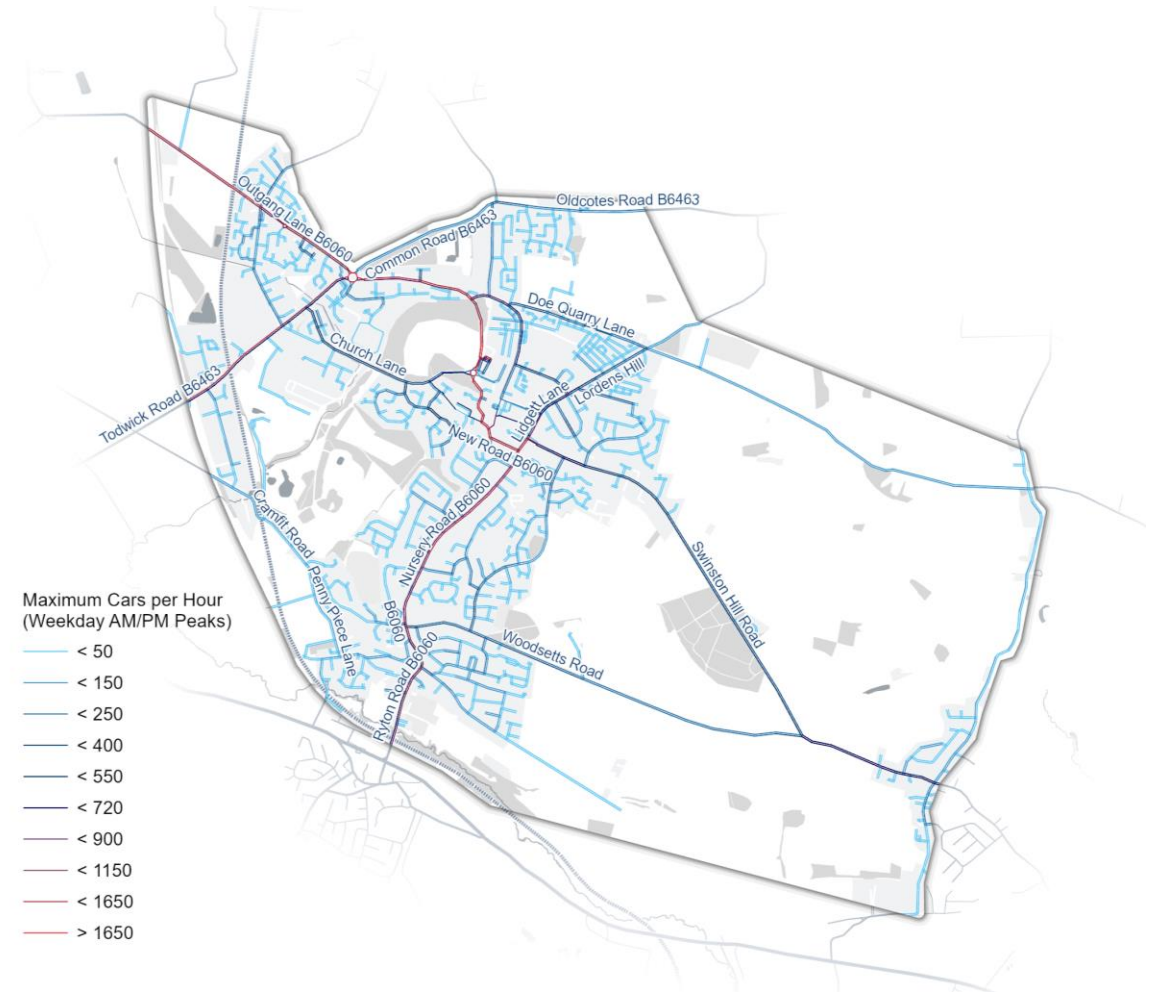 Outgang Lane B6060
Common Road B6463
Oldcotes Road B6463
Doe Quarry Lane
Church Lane
Lordens Hill
Lidgett Lane
Todwick Road B6463
New Road B6060
Nursery Road B6060
Cramfit Road
Penny Piece Lane
Swinston Hill Road
B6060
Woodsetts Road
Ryton Road B6060
Maximum Cars per Hour
(Weekday AM/PM Peaks)
< 50
< 150
< 250
< 400
< 550
< 720
< 900
< 1150
< 1650
> 1650